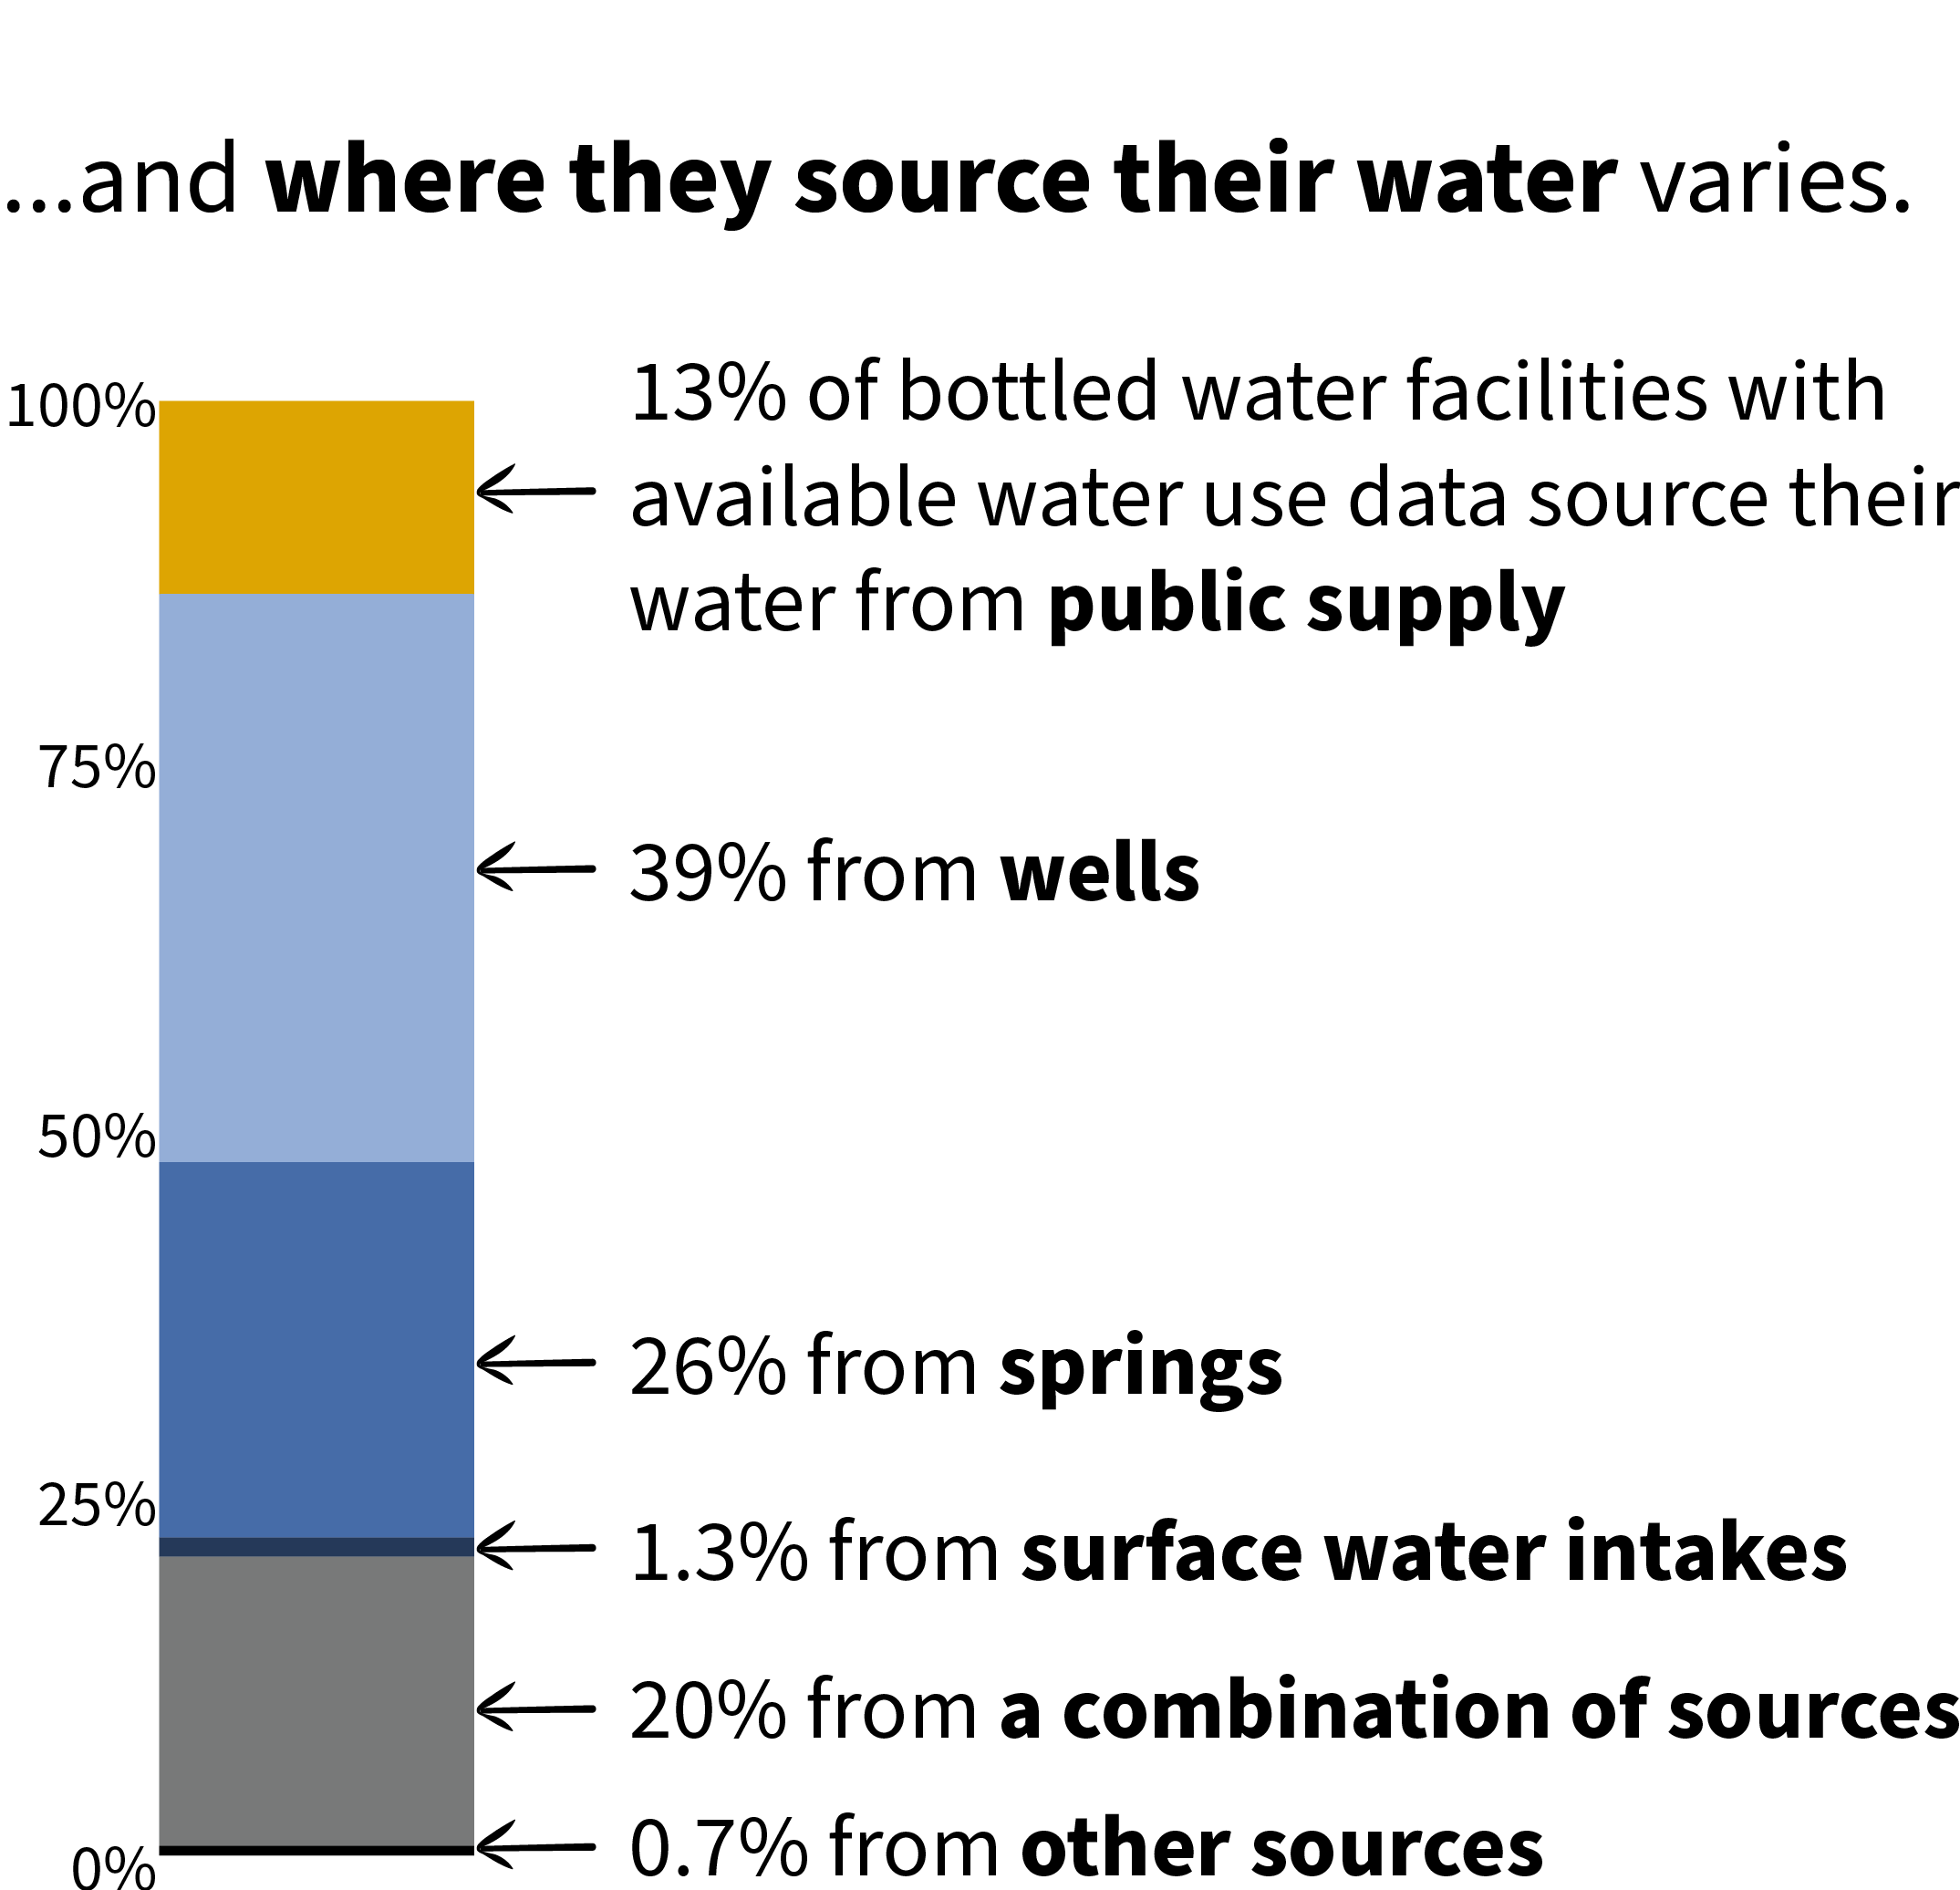 ...and where they source their water varies.
100%
13% of bottled water facilities with
available water use data source their
water from public supply
75%
39% from wells
50%
26% from springs
25%
1.3% from surface water intakes
20% from a combination of sources
0.7% from other sources
0%